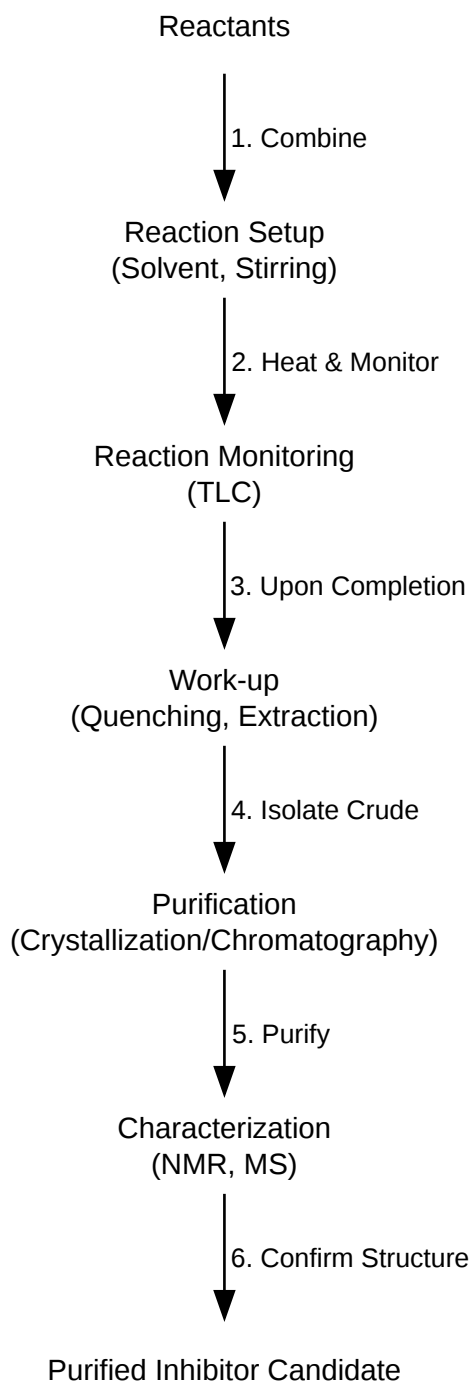 Reactants
1. Combine
Reaction Setup
(Solvent, Stirring)
2. Heat & Monitor
Reaction Monitoring
(TLC)
3. Upon Completion
Work-up
(Quenching, Extraction)
4. Isolate Crude
Purification
(Crystallization/Chromatography)
5. Purify
Characterization
(NMR, MS)
6. Confirm Structure
Purified Inhibitor Candidate